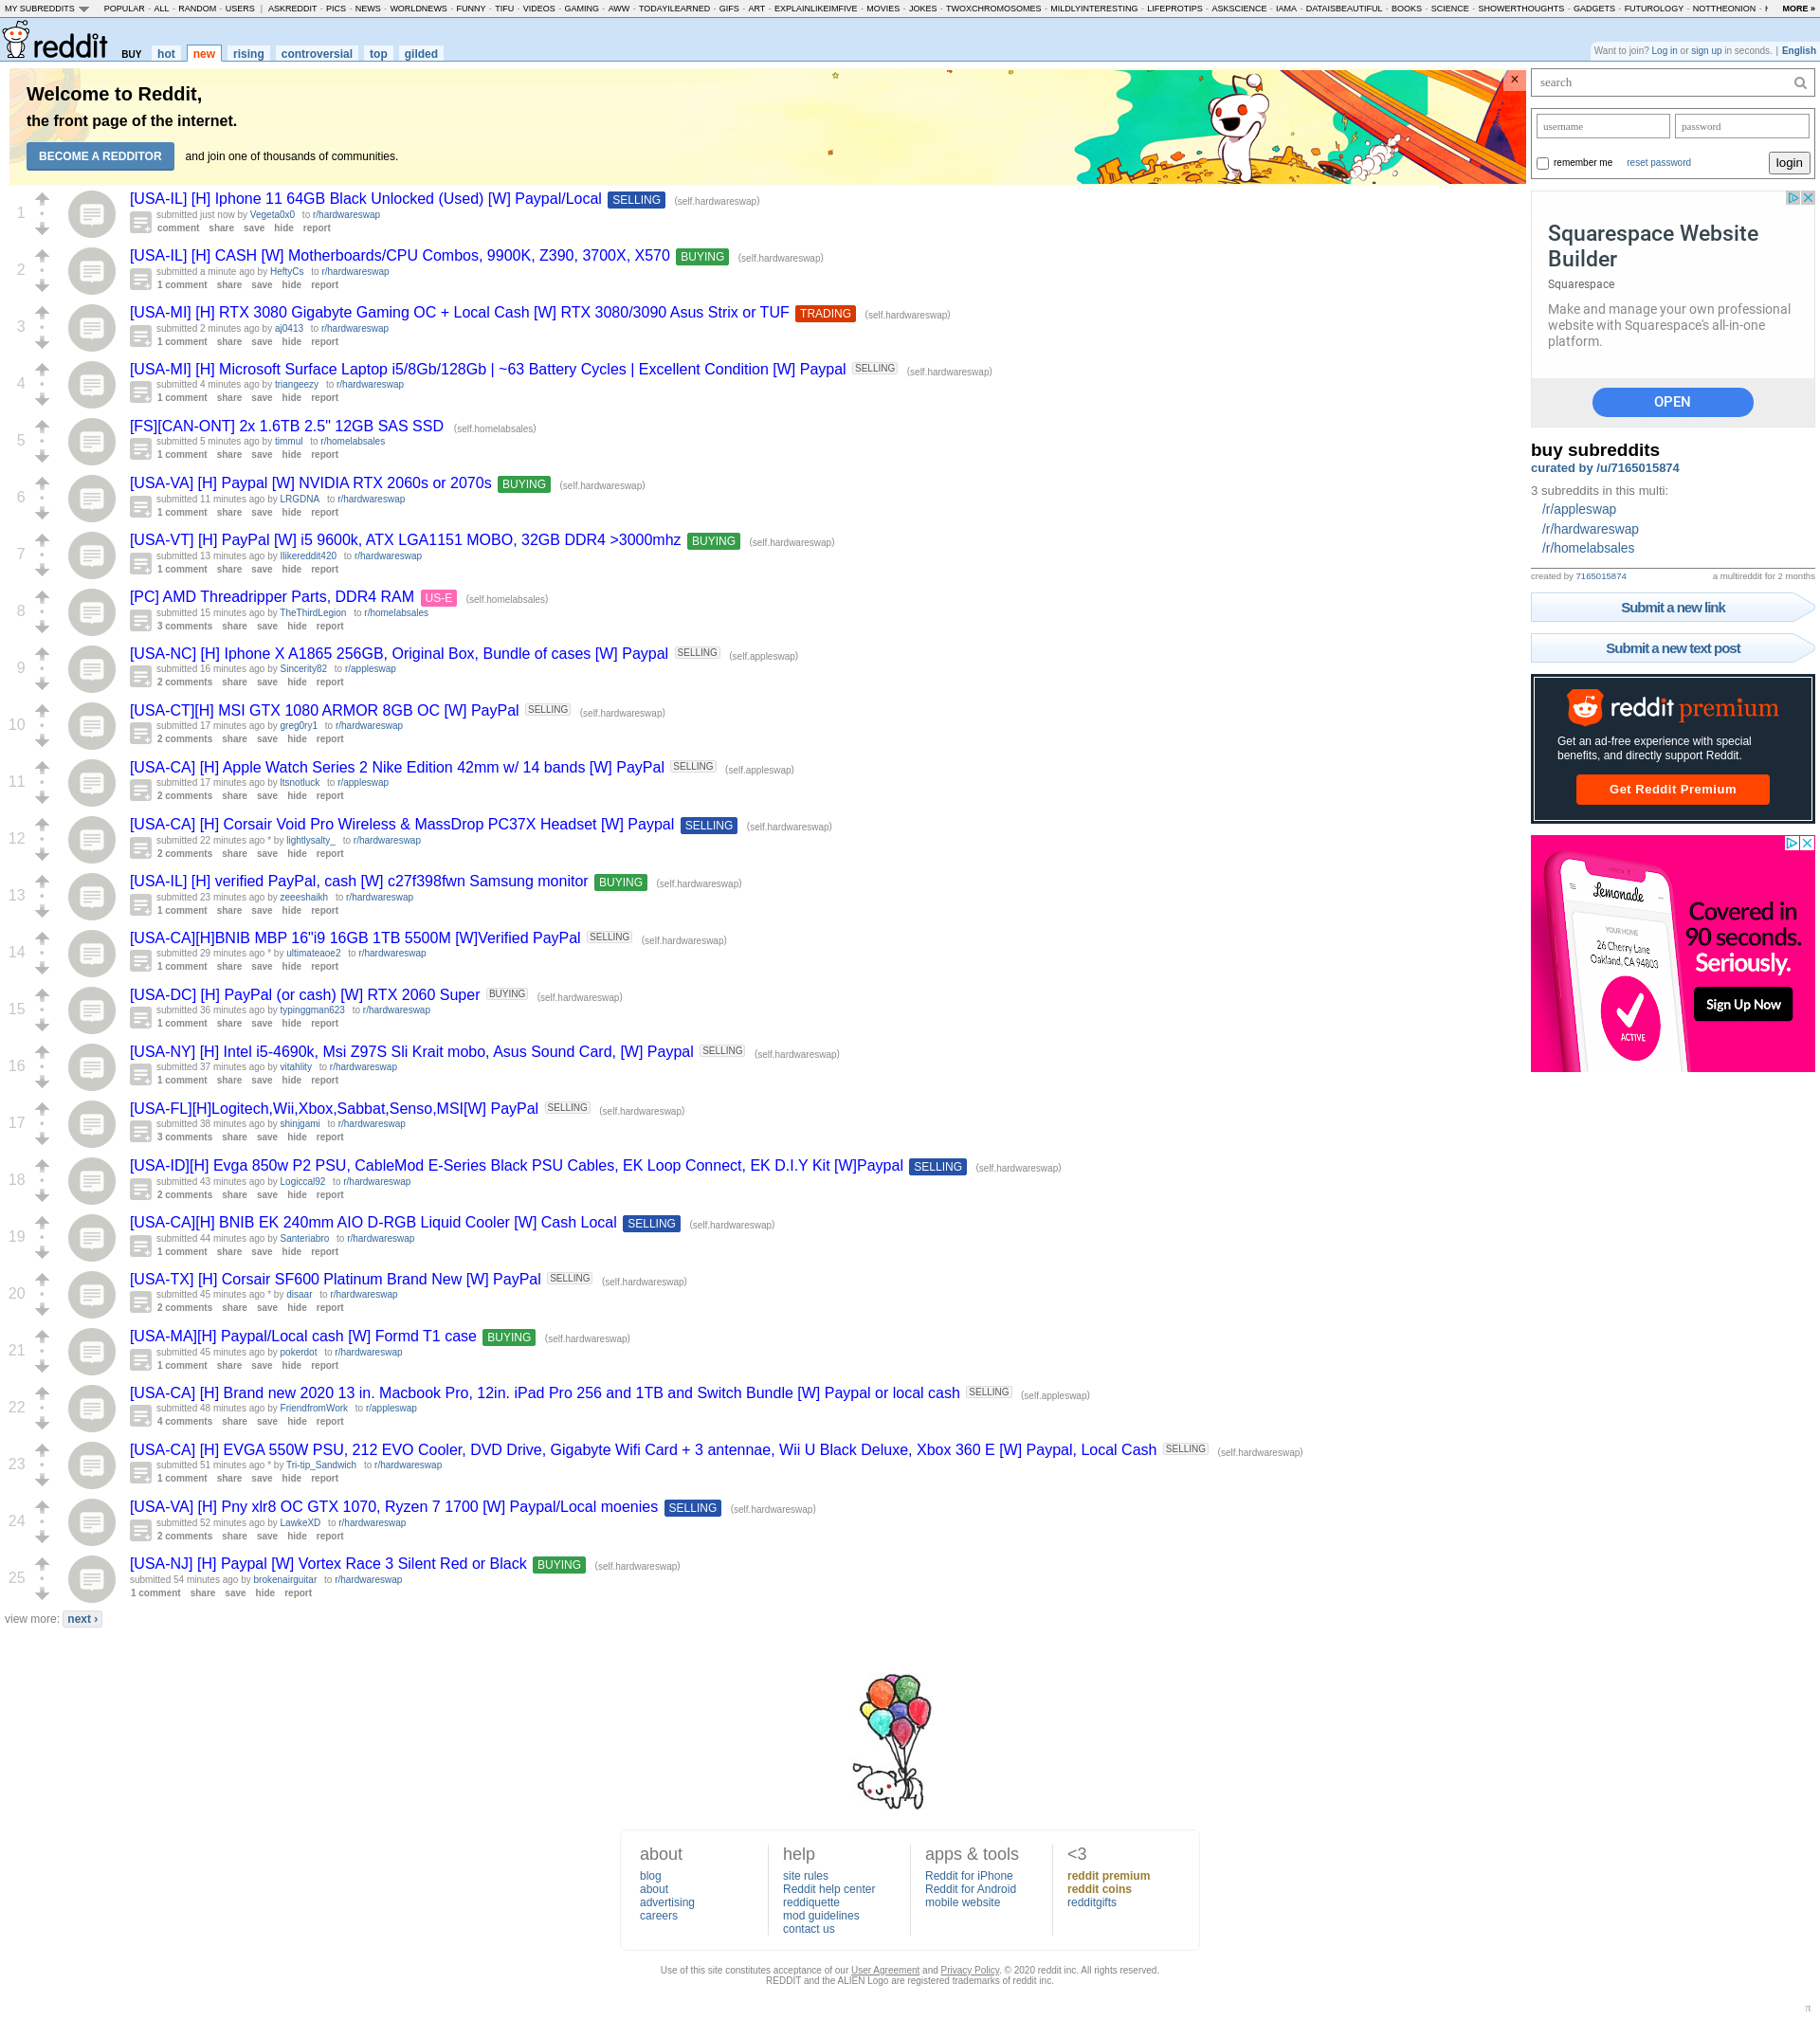 MY SUBREDDITS POPULAR - ALL - RANDOM - USERS | ASKREDDIT - PICS - NEWS - WORLDNEWS - FUNNY - TIFU - VIDEOS - GAMING - AWW - TODAYILEARNED - GIFS - ART - EXPLAINLIKEIMFIVE - MOVIES - JOKES - TWOXCHROMOSOMES - MILDLYINTERESTING - LIFEPROTIPS - ASKSCIENCE - IAMA - DATAISBEAUTIFUL - BOOKS - SCIENCE - SHOWERTHOUGHTS - GADGETS - FUTUROLOGY - NOTTHEONION - MORE »
reddit BUY hot new rising controversial top gilded
Want to join? Log in or sign up in seconds. | English
Welcome to Reddit,
the front page of the internet.
BECOME A REDDITOR and join one of thousands of communities.
×
1
[USA-IL] [H] Iphone 11 64GB Black Unlocked (Used) [W] Paypal/Local SELLING (self.hardwareswap)
submitted just now by Vegeta0x0 to r/hardwareswap
comment share save hide report
2
[USA-IL] [H] CASH [W] Motherboards/CPU Combos, 9900K, Z390, 3700X, X570 BUYING (self.hardwareswap)
submitted a minute ago by HeftyCs to r/hardwareswap
1 comment share save hide report
3
[USA-MI] [H] RTX 3080 Gigabyte Gaming OC + Local Cash [W] RTX 3080/3090 Asus Strix or TUF TRADING (self.hardwareswap)
submitted 2 minutes ago by aj0413 to r/hardwareswap
1 comment share save hide report
4
[USA-MI] [H] Microsoft Surface Laptop i5/8Gb/128Gb | ~63 Battery Cycles | Excellent Condition [W] Paypal SELLING (self.hardwareswap)
submitted 4 minutes ago by triangeezy to r/hardwareswap
1 comment share save hide report
5
[FS][CAN-ONT] 2x 1.6TB 2.5" 12GB SAS SSD (self.homelabsales)
submitted 5 minutes ago by timmul to r/homelabsales
1 comment share save hide report
6
[USA-VA] [H] Paypal [W] NVIDIA RTX 2060s or 2070s BUYING (self.hardwareswap)
submitted 11 minutes ago by LRGDNA to r/hardwareswap
1 comment share save hide report
7
[USA-VT] [H] PayPal [W] i5 9600k, ATX LGA1151 MOBO, 32GB DDR4 >3000mhz BUYING (self.hardwareswap)
submitted 13 minutes ago by Ilikereddit420 to r/hardwareswap
1 comment share save hide report
8
[PC] AMD Threadripper Parts, DDR4 RAM US-E (self.homelabsales)
submitted 15 minutes ago by TheThirdLegion to r/homelabsales
3 comments share save hide report
9
[USA-NC] [H] Iphone X A1865 256GB, Original Box, Bundle of cases [W] Paypal SELLING (self.appleswap)
submitted 16 minutes ago by Sincerity82 to r/appleswap
2 comments share save hide report
10
[USA-CT][H] MSI GTX 1080 ARMOR 8GB OC [W] PayPal SELLING (self.hardwareswap)
submitted 17 minutes ago by greg0ry1 to r/hardwareswap
2 comments share save hide report
11
[USA-CA] [H] Apple Watch Series 2 Nike Edition 42mm w/ 14 bands [W] PayPal SELLING (self.appleswap)
submitted 17 minutes ago by Itsnotluck to r/appleswap
2 comments share save hide report
12
[USA-CA] [H] Corsair Void Pro Wireless & MassDrop PC37X Headset [W] Paypal SELLING (self.hardwareswap)
submitted 22 minutes ago * by lightlysalty_ to r/hardwareswap
2 comments share save hide report
13
[USA-IL] [H] verified PayPal, cash [W] c27f398fwn Samsung monitor BUYING (self.hardwareswap)
submitted 23 minutes ago by zeeeshaikh to r/hardwareswap
1 comment share save hide report
14
[USA-CA][H]BNIB MBP 16"i9 16GB 1TB 5500M [W]Verified PayPal SELLING (self.hardwareswap)
submitted 29 minutes ago * by ultimateaoe2 to r/hardwareswap
1 comment share save hide report
15
[USA-DC] [H] PayPal (or cash) [W] RTX 2060 Super BUYING (self.hardwareswap)
submitted 36 minutes ago by typinggman623 to r/hardwareswap
1 comment share save hide report
16
[USA-NY] [H] Intel i5-4690k, Msi Z97S Sli Krait mobo, Asus Sound Card, [W] Paypal SELLING (self.hardwareswap)
submitted 37 minutes ago by vitahlity to r/hardwareswap
1 comment share save hide report
17
[USA-FL][H]Logitech,Wii,Xbox,Sabbat,Senso,MSI[W] PayPal SELLING (self.hardwareswap)
submitted 38 minutes ago by shinjgami to r/hardwareswap
3 comments share save hide report
18
[USA-ID][H] Evga 850w P2 PSU, CableMod E-Series Black PSU Cables, EK Loop Connect, EK D.I.Y Kit [W]Paypal SELLING (self.hardwareswap)
submitted 43 minutes ago by Logiccal92 to r/hardwareswap
2 comments share save hide report
19
[USA-CA][H] BNIB EK 240mm AIO D-RGB Liquid Cooler [W] Cash Local SELLING (self.hardwareswap)
submitted 44 minutes ago by Santeriabro to r/hardwareswap
1 comment share save hide report
20
[USA-TX] [H] Corsair SF600 Platinum Brand New [W] PayPal SELLING (self.hardwareswap)
submitted 45 minutes ago * by disaar to r/hardwareswap
2 comments share save hide report
21
[USA-MA][H] Paypal/Local cash [W] Formd T1 case BUYING (self.hardwareswap)
submitted 45 minutes ago by pokerdot to r/hardwareswap
1 comment share save hide report
22
[USA-CA] [H] Brand new 2020 13 in. Macbook Pro, 12in. iPad Pro 256 and 1TB and Switch Bundle [W] Paypal or local cash SELLING (self.appleswap)
submitted 48 minutes ago by FriendfromWork to r/appleswap
4 comments share save hide report
23
[USA-CA] [H] EVGA 550W PSU, 212 EVO Cooler, DVD Drive, Gigabyte Wifi Card + 3 antennae, Wii U Black Deluxe, Xbox 360 E [W] Paypal, Local Cash SELLING (self.hardwareswap)
submitted 51 minutes ago * by Tri-tip_Sandwich to r/hardwareswap
1 comment share save hide report
24
[USA-VA] [H] Pny xlr8 OC GTX 1070, Ryzen 7 1700 [W] Paypal/Local moenies SELLING (self.hardwareswap)
submitted 52 minutes ago by LawkeXD to r/hardwareswap
2 comments share save hide report
25
[USA-NJ] [H] Paypal [W] Vortex Race 3 Silent Red or Black BUYING (self.hardwareswap)
submitted 54 minutes ago by brokenairguitar to r/hardwareswap
1 comment share save hide report
view more: next ›
search
username password
remember me reset password login
Squarespace Website
Builder
Squarespace
Make and manage your own professional
website with Squarespace's all-in-one
platform.
OPEN
buy subreddits
curated by /u/7165015874
3 subreddits in this multi:
/r/appleswap
/r/hardwareswap
/r/homelabsales
created by 7165015874 a multireddit for 2 months
Submit a new link
Submit a new text post
reddit premium
Get an ad-free experience with special
benefits, and directly support Reddit.
Get Reddit Premium
Lemonade
YOUR HOME
26 Cherry Lane
Oakland, CA 94803
ACTIVE
Covered in
90 seconds.
Seriously.
Sign Up Now
about
blog
about
advertising
careers
help
site rules
Reddit help center
reddiquette
mod guidelines
contact us
apps & tools
Reddit for iPhone
Reddit for Android
mobile website
<3
reddit premium
reddit coins
redditgifts
Use of this site constitutes acceptance of our User Agreement and Privacy Policy. © 2020 reddit inc. All rights reserved.
REDDIT and the ALIEN Logo are registered trademarks of reddit inc.
π